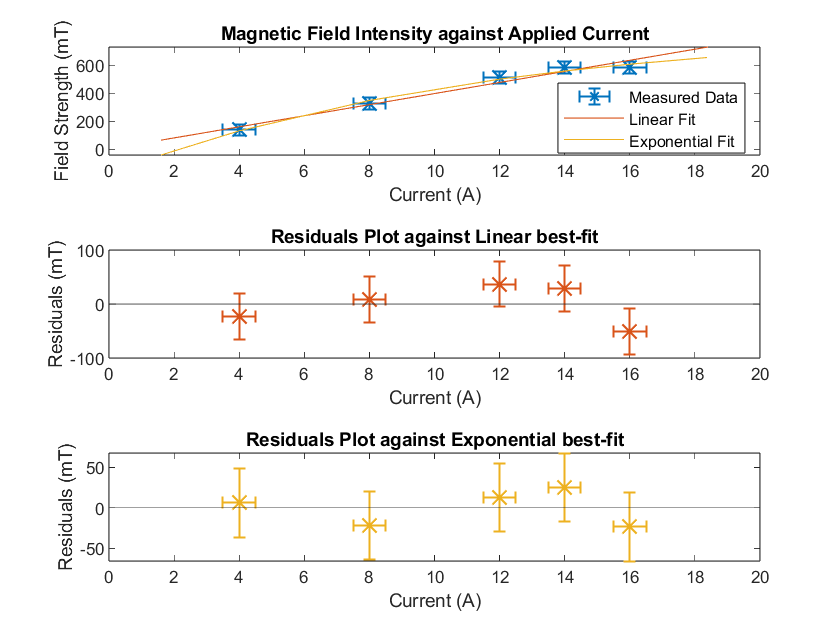 Magnetic Field Intensity against Applied Current
Field Strength (mT)
600
400
200
0
Measured Data
Linear Fit
Exponential Fit
0 2 4 6 8 10 12 14 16 18 20
Current (A)
Residuals Plot against Linear best-fit
Residuals (mT)
100
0
-100
0 2 4 6 8 10 12 14 16 18 20
Current (A)
Residuals Plot against Exponential best-fit
Residuals (mT)
50
0
-50
0 2 4 6 8 10 12 14 16 18 20
Current (A)